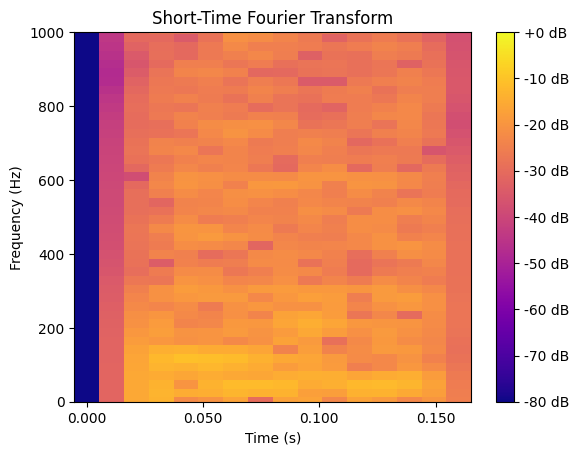 Short-Time Fourier Transform
Frequency (Hz)
1000
800
600
400
200
0
0.000
0.050
0.100
0.150
Time (s)
+0 dB
-10 dB
-20 dB
-30 dB
-40 dB
-50 dB
-60 dB
-70 dB
-80 dB